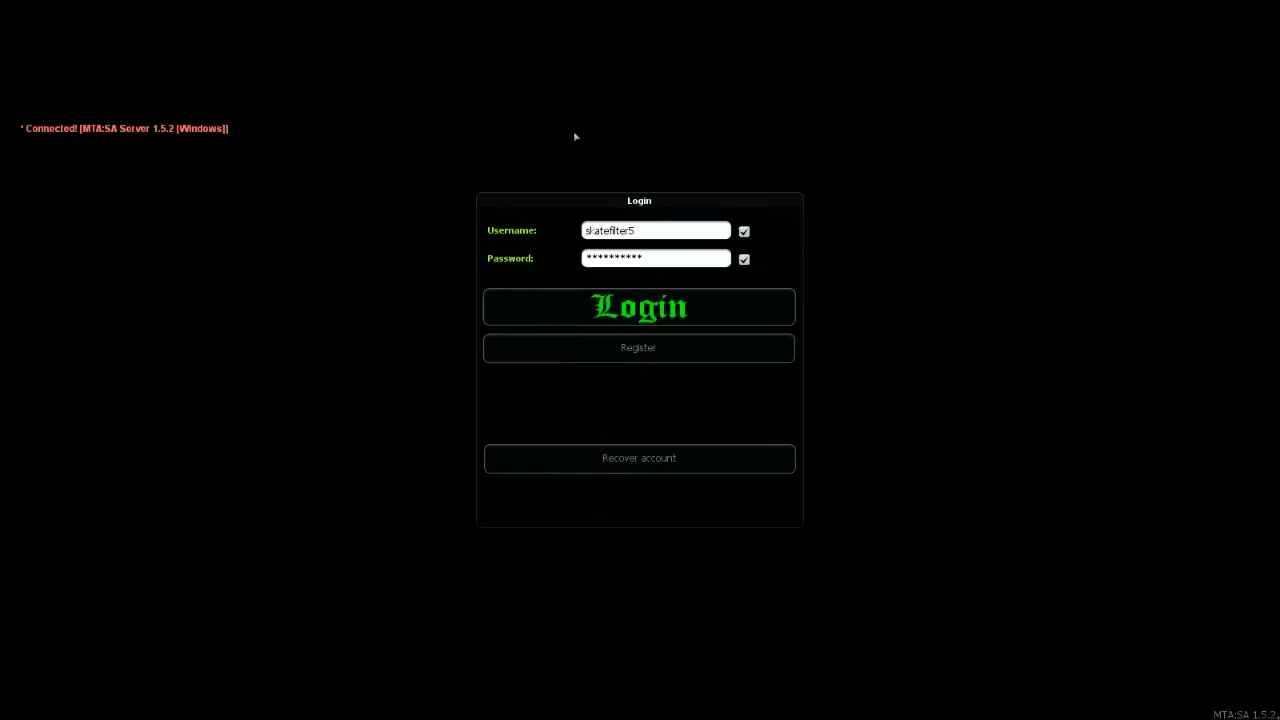 * Connected! [MTA:SA Server 1.5.2 [Windows]]
Login
Username: skatefilter5
Password: **********
Login
Register
Recover account
MTA:SA 1.5.2